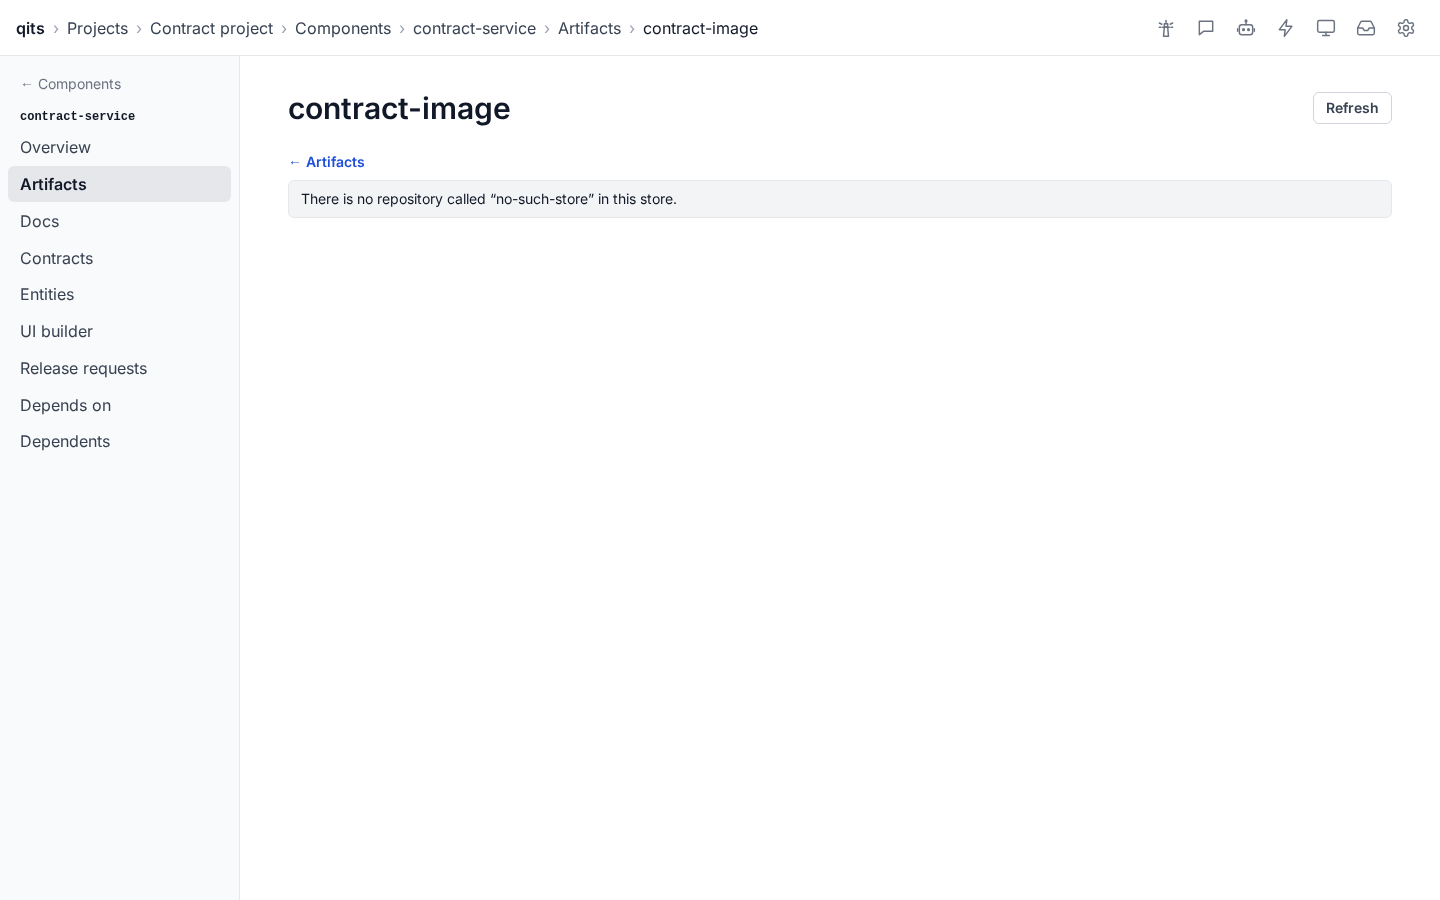 qits › Projects › Contract project › Components › contract-service › Artifacts › contract-image
← Components
contract-service
Overview
Artifacts
Docs
Contracts
Entities
UI builder
Release requests
Depends on
Dependents
contract-image
Refresh
← Artifacts
There is no repository called “no-such-store” in this store.